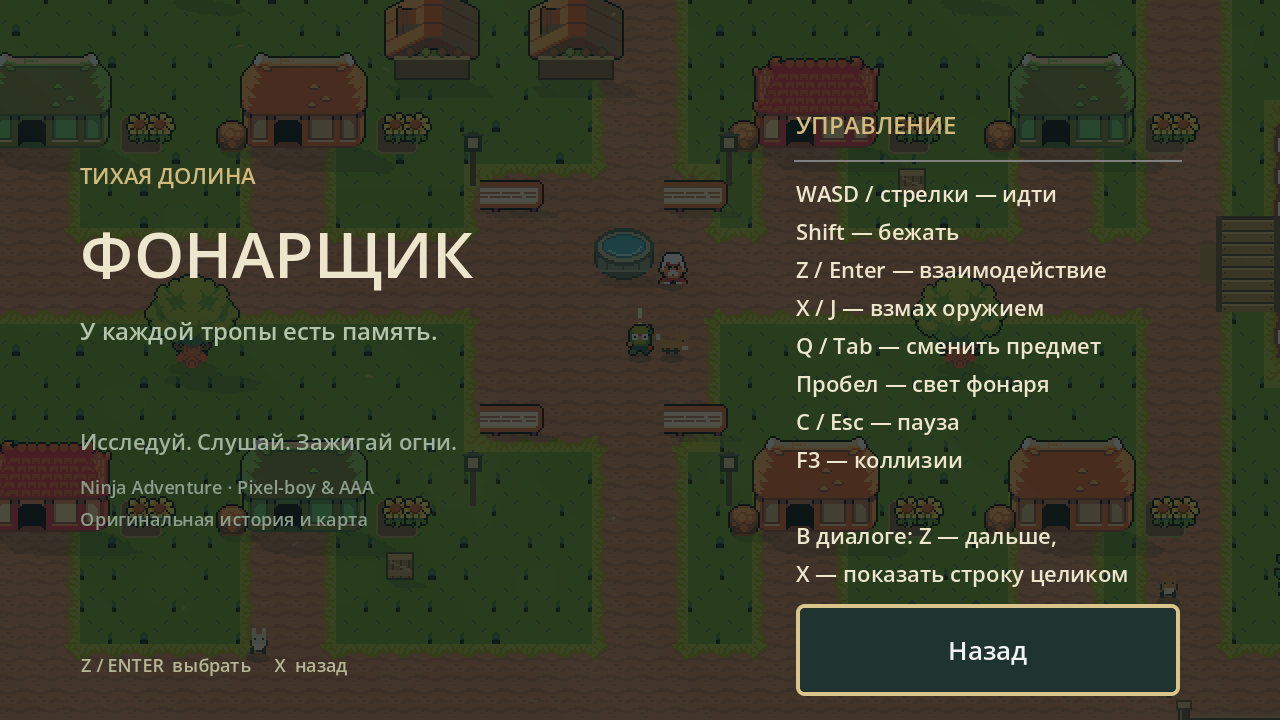 ТИХАЯ ДОЛИНА
ФОНАРЩИК
У каждой тропы есть память.
Исследуй. Слушай. Зажигай огни.
Ninja Adventure · Pixel-boy & AAA
Оригинальная история и карта
Z / ENTER выбрать X назад
УПРАВЛЕНИЕ
WASD / стрелки — идти
Shift — бежать
Z / Enter — взаимодействие
X / J — взмах оружием
Q / Tab — сменить предмет
Пробел — свет фонаря
C / Esc — пауза
F3 — коллизии
В диалоге: Z — дальше,
X — показать строку целиком
Назад